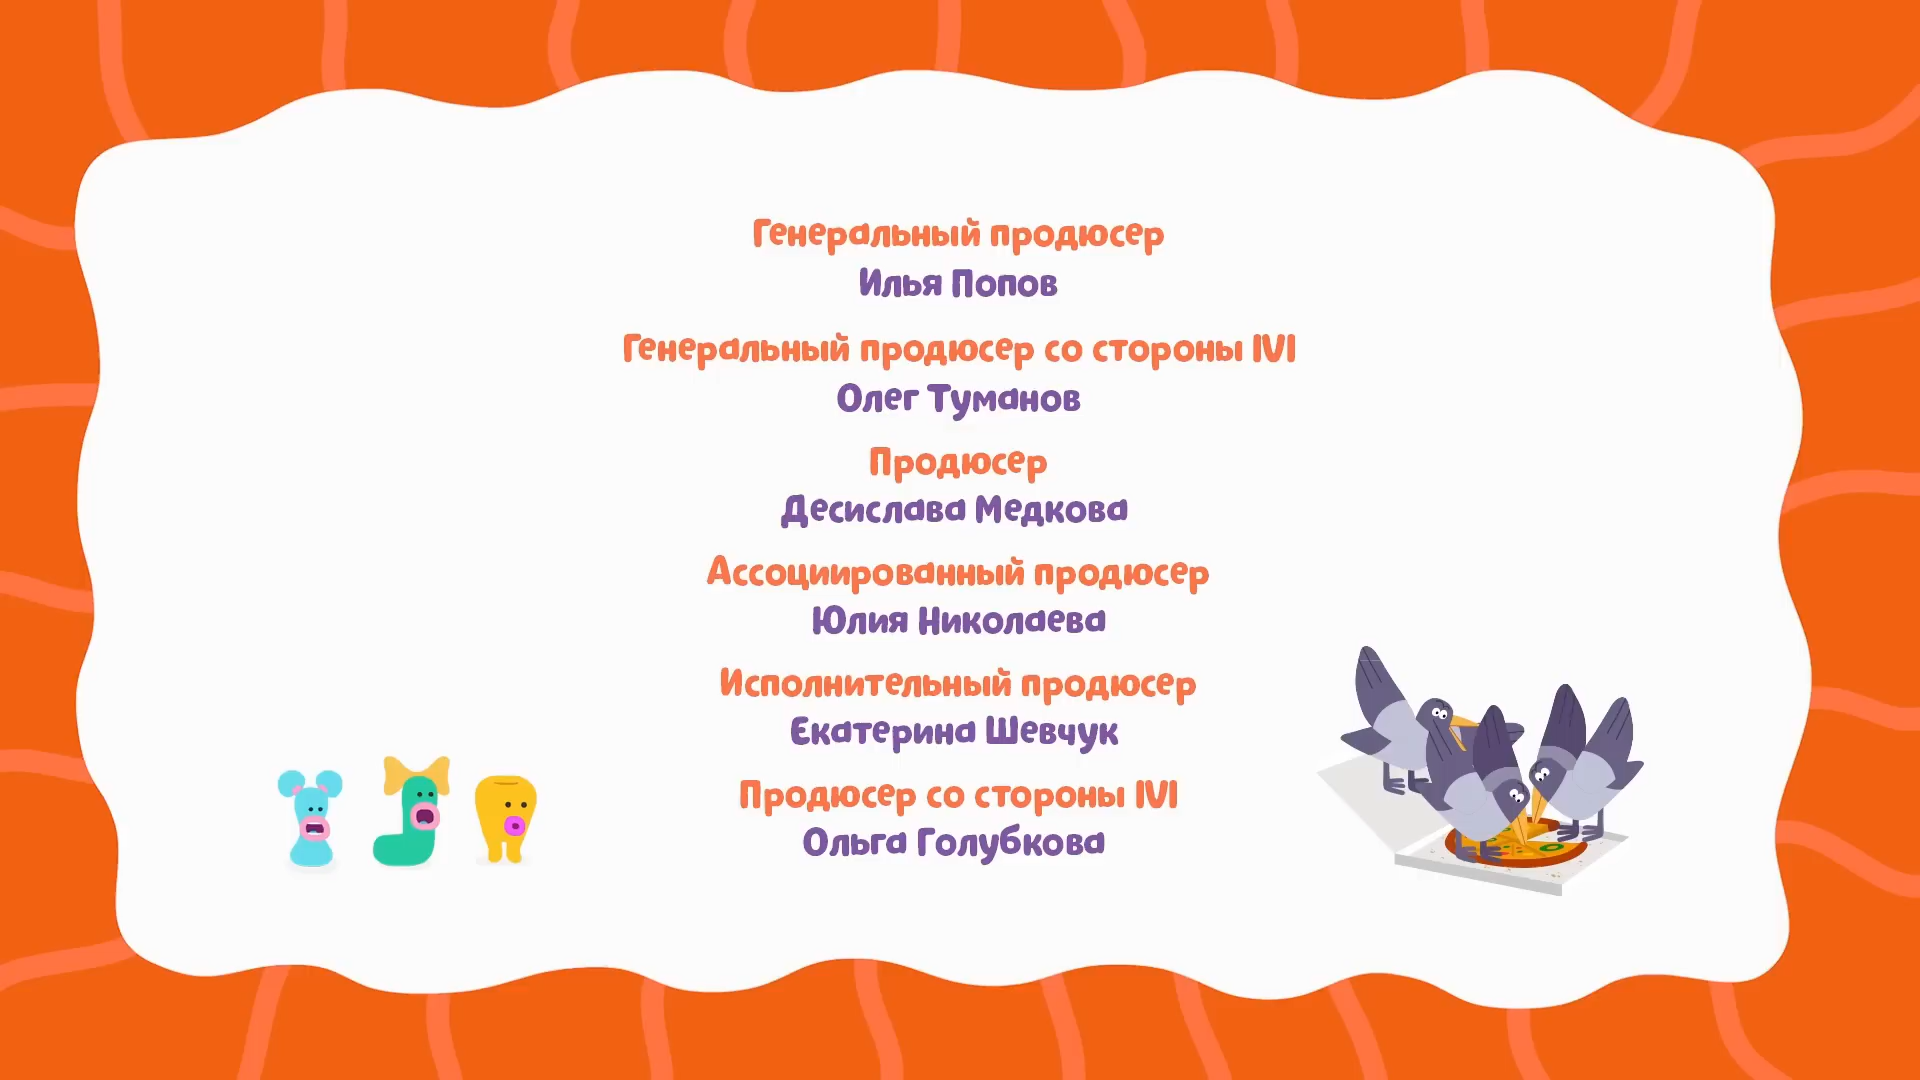 Генеральный продюсер
Илья Попов
Генеральный продюсер со стороны IVI
Олег Туманов
Продюсер
Десислава Медкова
Ассоциированный продюсер
Юлия Николаева
Исполнительный продюсер
Екатерина Шевчук
Продюсер со стороны IVI
Ольга Голубкова